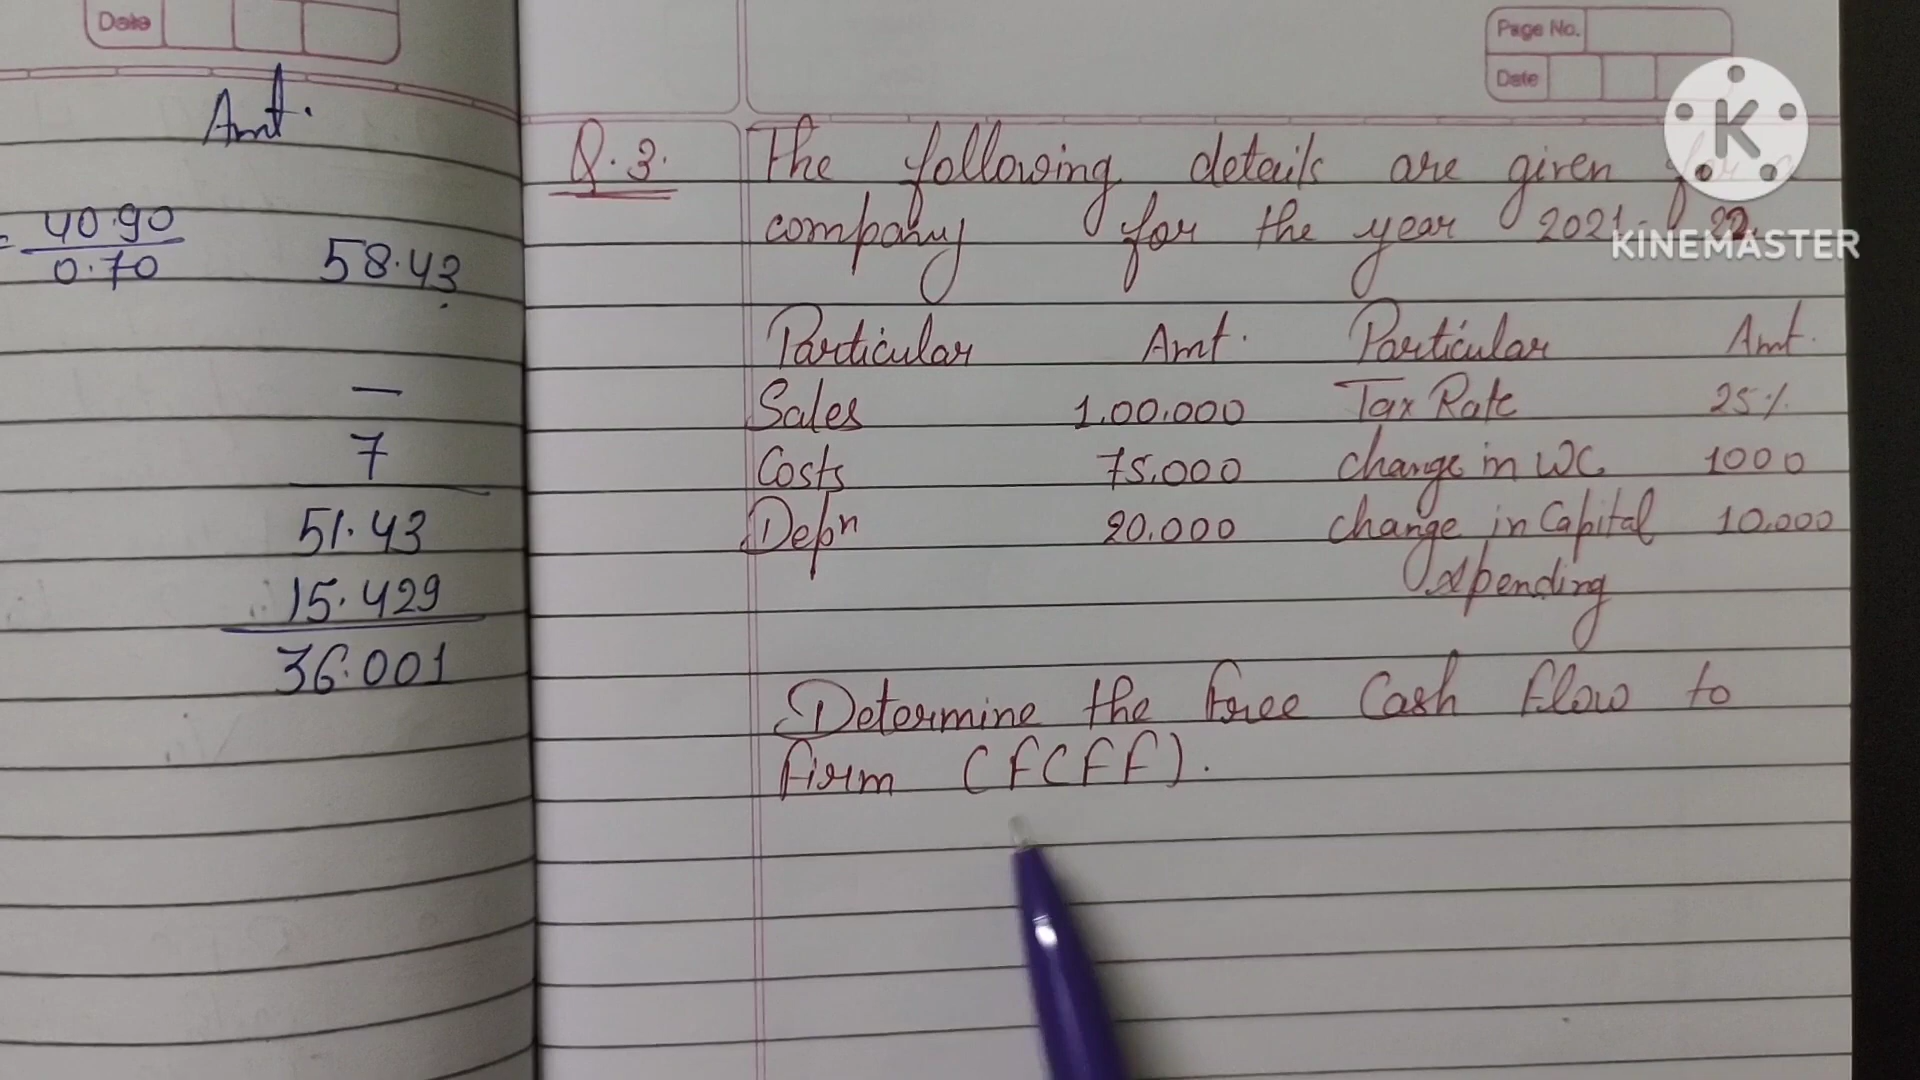 Date
Amt.
= 40.90 58.43
0.70
—
7
51.43
15.429
36.001
Page No.
Date
K
KINEMASTER
Q.3. The following details are given for a
company for the year 2021-22.
Particular Amt. Particular Amt.
Sales 1,00,000 Tax Rate 25%
Costs 75,000 change in WC 1000
Depn 20,000 change in Capital 10,000
spending
Determine the Free Cash Flow to
firm (FCFF).